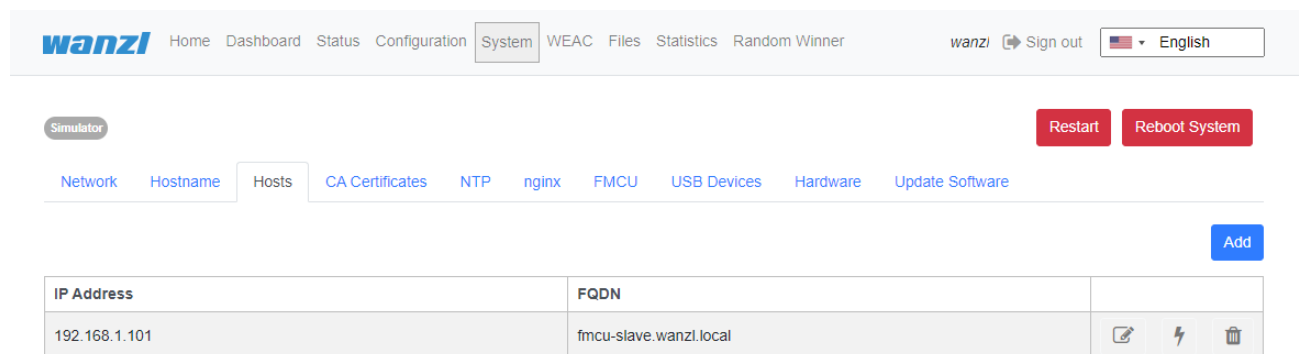 wanzl Home Dashboard Status Configuration System WEAC Files Statistics Random Winner wanzl Sign out English
Simulator Restart Reboot System
Network Hostname Hosts CA Certificates NTP nginx FMCU USB Devices Hardware Update Software
Add
IP Address FQDN
192.168.1.101 fmcu-slave.wanzl.local